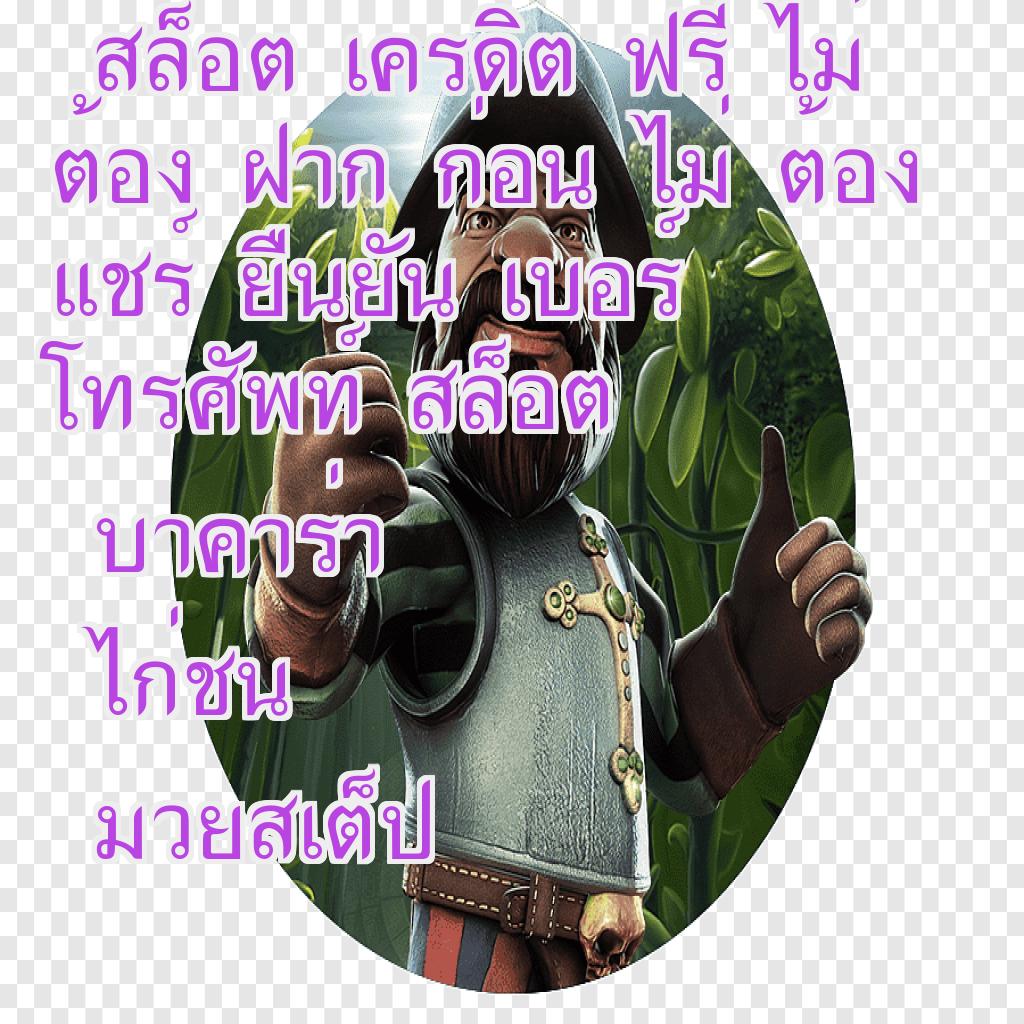 สล็อต เครดิต ฟรี ไม่
ต้อง ฝาก ก่อน ไม่ ต้อง
แชร์ ยืนยัน เบอร์
โทรศัพท์ สล็อต
บาคาร่า
ไก่ชน
มวยสเต็ป